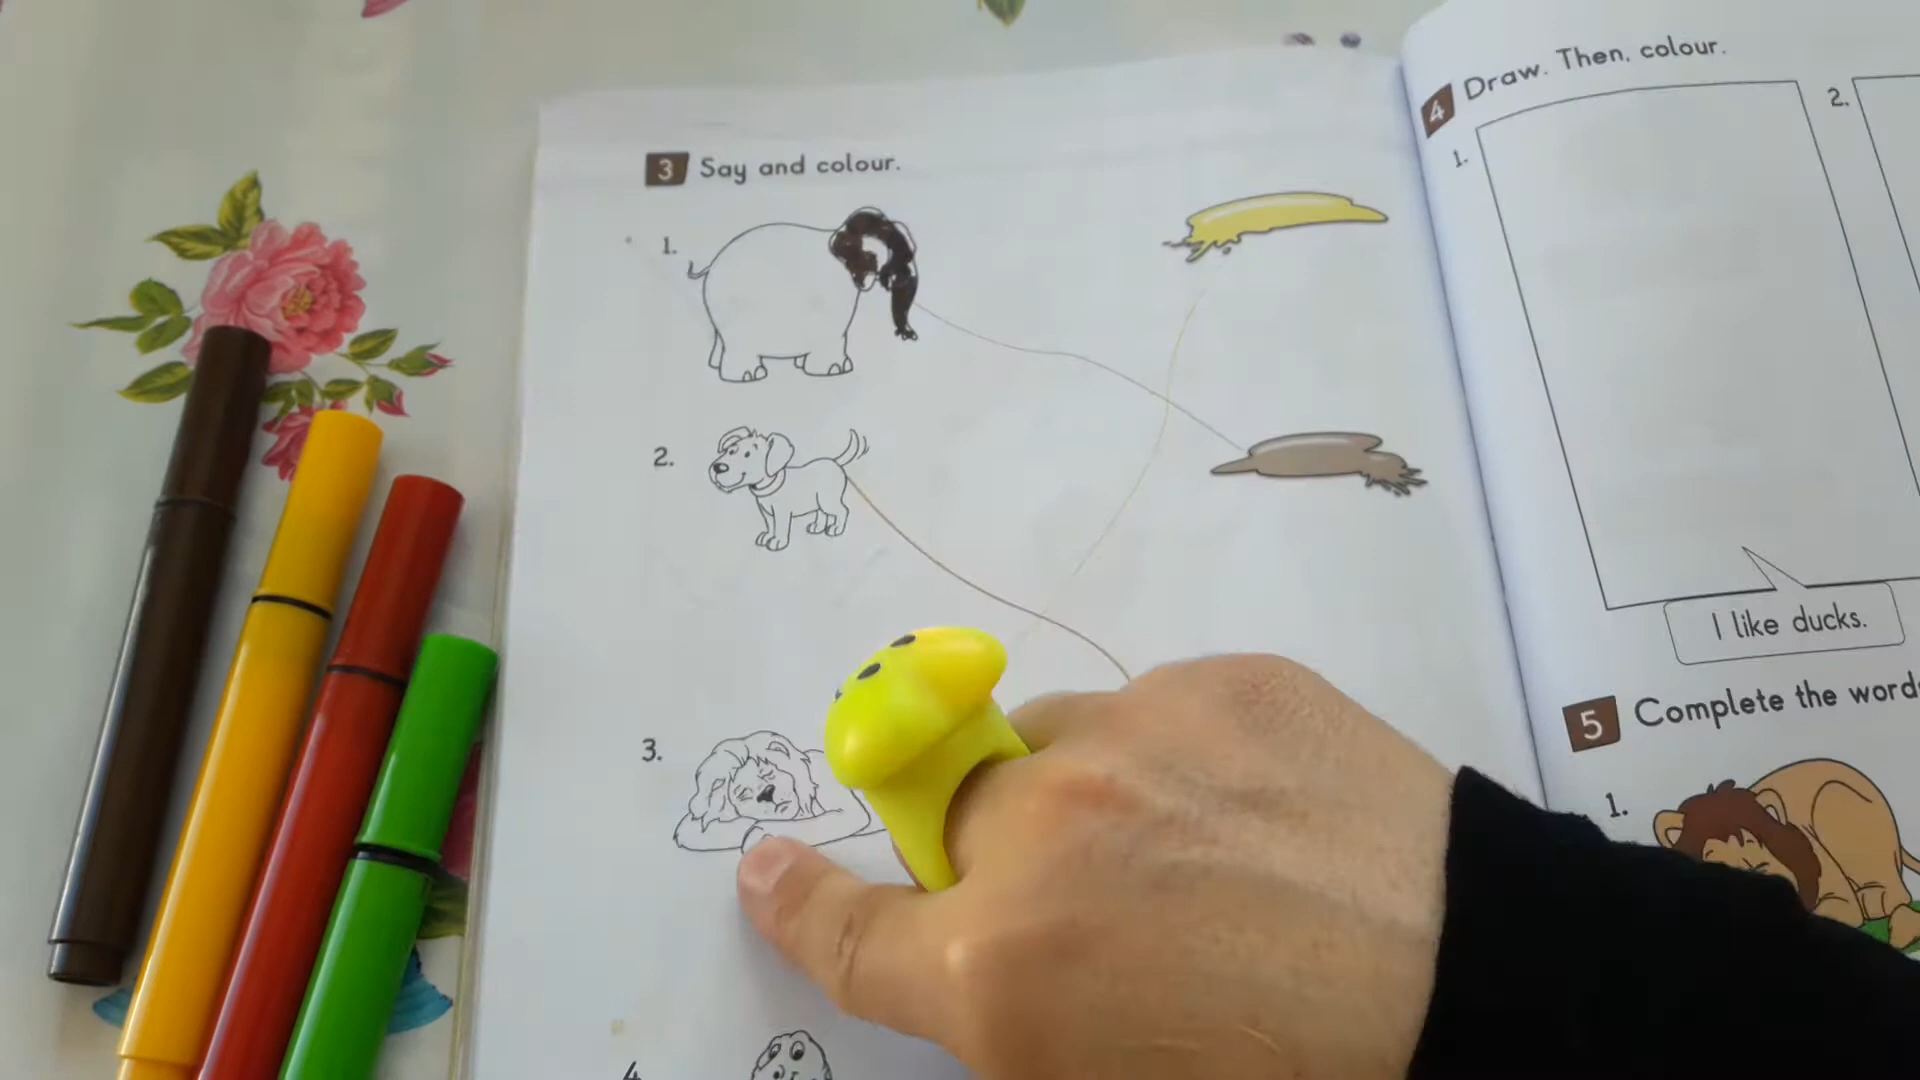 3 Say and colour.
1.
2.
3.
4
4 Draw. Then, colour.
1.
2.
I like ducks.
5 Complete the word
1.